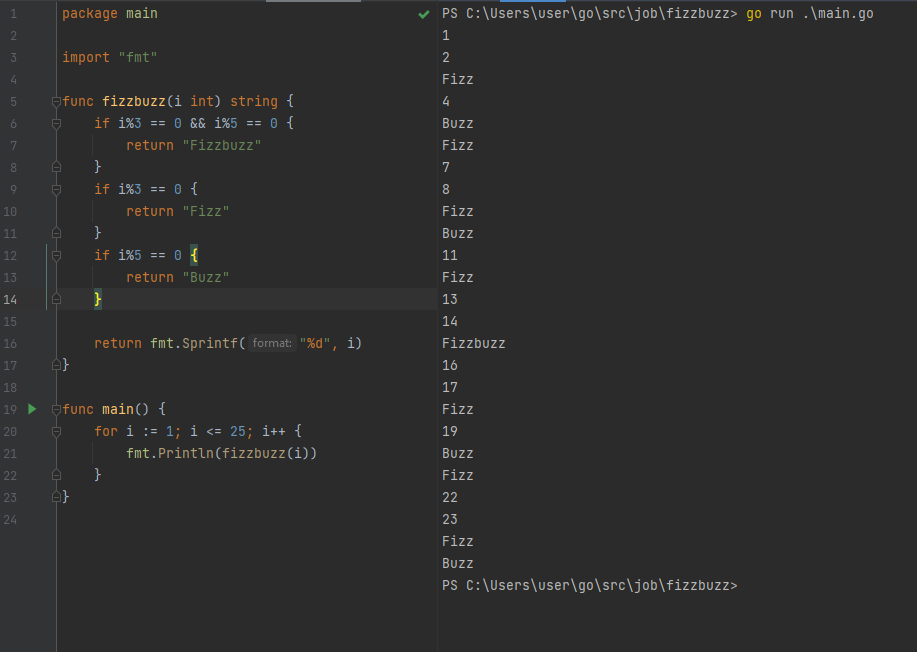 1 package main
2
3 import "fmt"
4
5 func fizzbuzz(i int) string {
6     if i%3 == 0 && i%5 == 0 {
7         return "Fizzbuzz"
8     }
9     if i%3 == 0 {
10         return "Fizz"
11     }
12     if i%5 == 0 {
13         return "Buzz"
14     }
15
16     return fmt.Sprintf( format: "%d", i)
17 }
18
19 func main() {
20     for i := 1; i <= 25; i++ {
21         fmt.Println(fizzbuzz(i))
22     }
23 }
24
PS C:\Users\user\go\src\job\fizzbuzz> go run .\main.go
1
2
Fizz
4
Buzz
Fizz
7
8
Fizz
Buzz
11
Fizz
13
14
Fizzbuzz
16
17
Fizz
19
Buzz
Fizz
22
23
Fizz
Buzz
PS C:\Users\user\go\src\job\fizzbuzz>